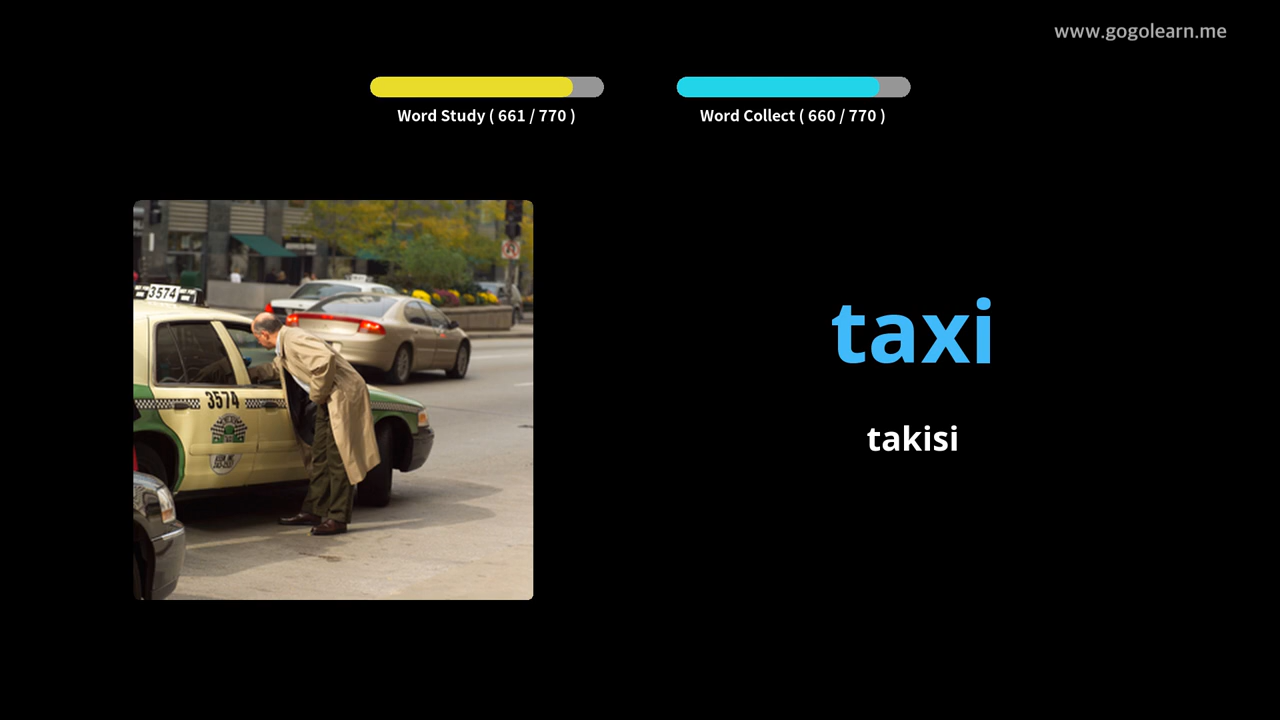 www.gogolearn.me
Word Study ( 661 / 770 )
Word Collect ( 660 / 770 )
3574
3574
taxi
takisi